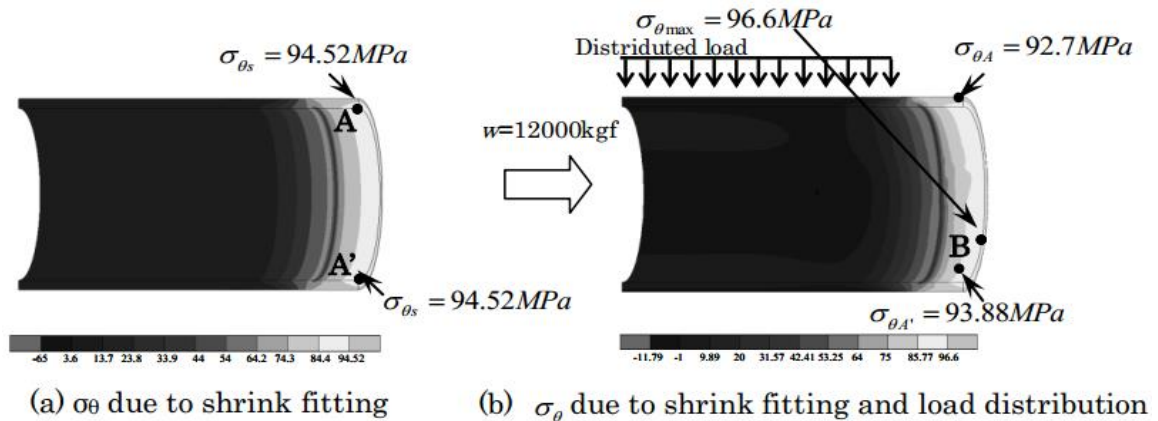 σθs = 94.52MPa
A
A’
σθs = 94.52MPa
-65 3.6 13.7 23.8 33.9 44 54 64.2 74.3 84.4 94.52
(a) σθ due to shrink fitting
w=12000kgf
σθmax = 96.6MPa
Distriduted load
σθA = 92.7MPa
B
σθA' = 93.88MPa
-11.79 -1 9.89 20 31.57 42.41 53.25 64 75 85.77 96.6
(b) σθ due to shrink fitting and load distribution